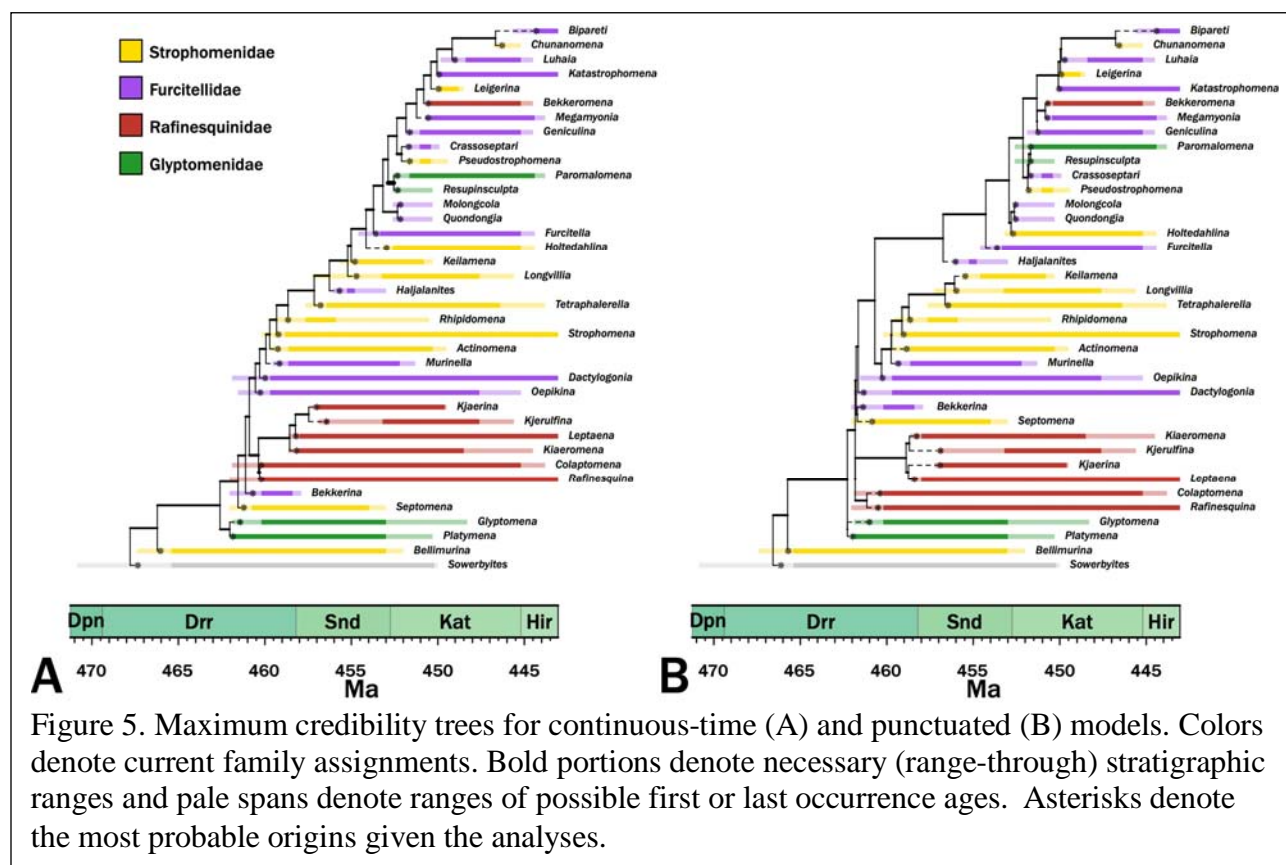 Strophomenidae
Furcitellidae
Rafinesquinidae
Glyptomenidae
Bipareti
Chunanomena
Luhaia
Katastrophomena
Leigerina
Bekkeromena
Megamyonia
Geniculina
Crassoseptari
Pseudostrophomena
Paromalomena
Resupinsculpta
Molongcola
Quondongia
Furcitella
Holtedahlina
Keilamena
Longvillia
Haljalanites
Tetraphalerella
Rhipidomena
Strophomena
Actinomena
Murinella
Dactylogonia
Oepikina
Kjaerina
Kjerulfina
Leptaena
Kiaeromena
Colaptomena
Rafinesquina
Bekkerina
Septomena
Glyptomena
Platymena
Bellimurina
Sowerbyites
Dpn Drr Snd Kat Hir
470 465 460 455 450 445
A Ma
Bipareti
Chunanomena
Luhaia
Leigerina
Katastrophomena
Bekkeromena
Megamyonia
Geniculina
Paromalomena
Resupinsculpta
Crassoseptari
Pseudostrophomena
Molongcola
Quondongia
Holtedahlina
Furcitella
Haljalanites
Keilamena
Longvillia
Tetraphalerella
Rhipidomena
Strophomena
Actinomena
Murinella
Oepikina
Dactylogonia
Bekkerina
Septomena
Kiaeromena
Kjerulfina
Kjaerina
Leptaena
Colaptomena
Rafinesquina
Glyptomena
Platymena
Bellimurina
Sowerbyites
Dpn Drr Snd Kat Hir
470 465 460 455 450 445
B Ma
Figure 5. Maximum credibility trees for continuous-time (A) and punctuated (B) models. Colors
denote current family assignments. Bold portions denote necessary (range-through) stratigraphic
ranges and pale spans denote ranges of possible first or last occurrence ages.  Asterisks denote
the most probable origins given the analyses.